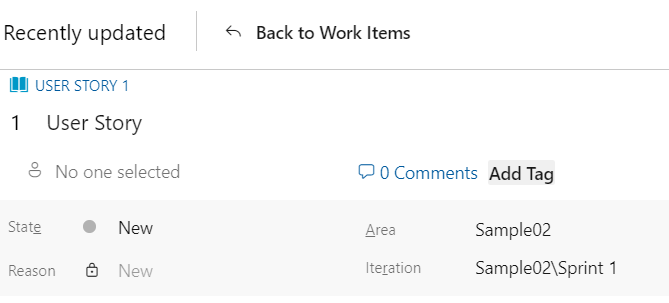 Recently updated Back to Work Items
USER STORY 1
1 User Story
No one selected 0 Comments Add Tag
State New Area Sample02
Reason New Iteration Sample02\Sprint 1